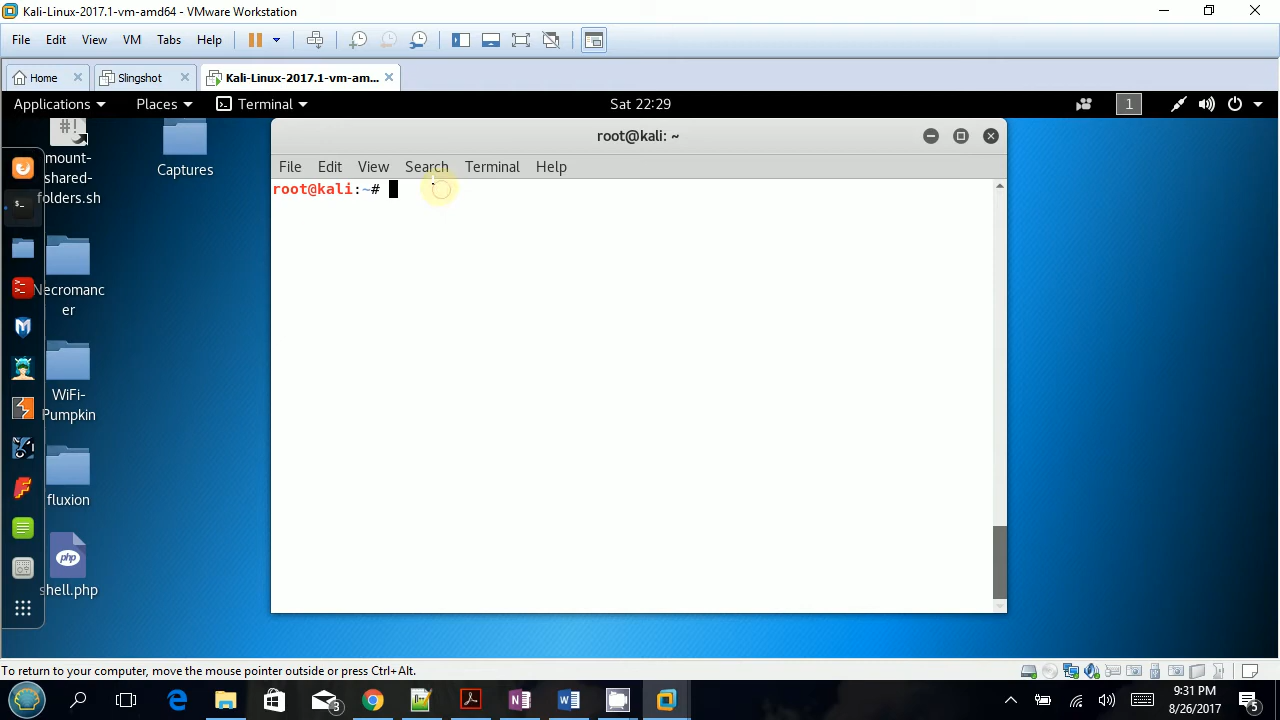 Kali-Linux-2017.1-vm-amd64 - VMware Workstation
File Edit View VM Tabs Help
Home Slingshot Kali-Linux-2017.1-vm-am...
Applications Places Terminal Sat 22:29 1
root@kali: ~
File Edit View Search Terminal Help
root@kali:~#
#!
mount-
shared-
folders.sh
Captures
Necromanc
er
WiFi-
Pumpkin
fluxion
php
shell.php
To return to your computer, move the mouse pointer outside or press Ctrl+Alt.
3
9:31 PM
8/26/2017
5